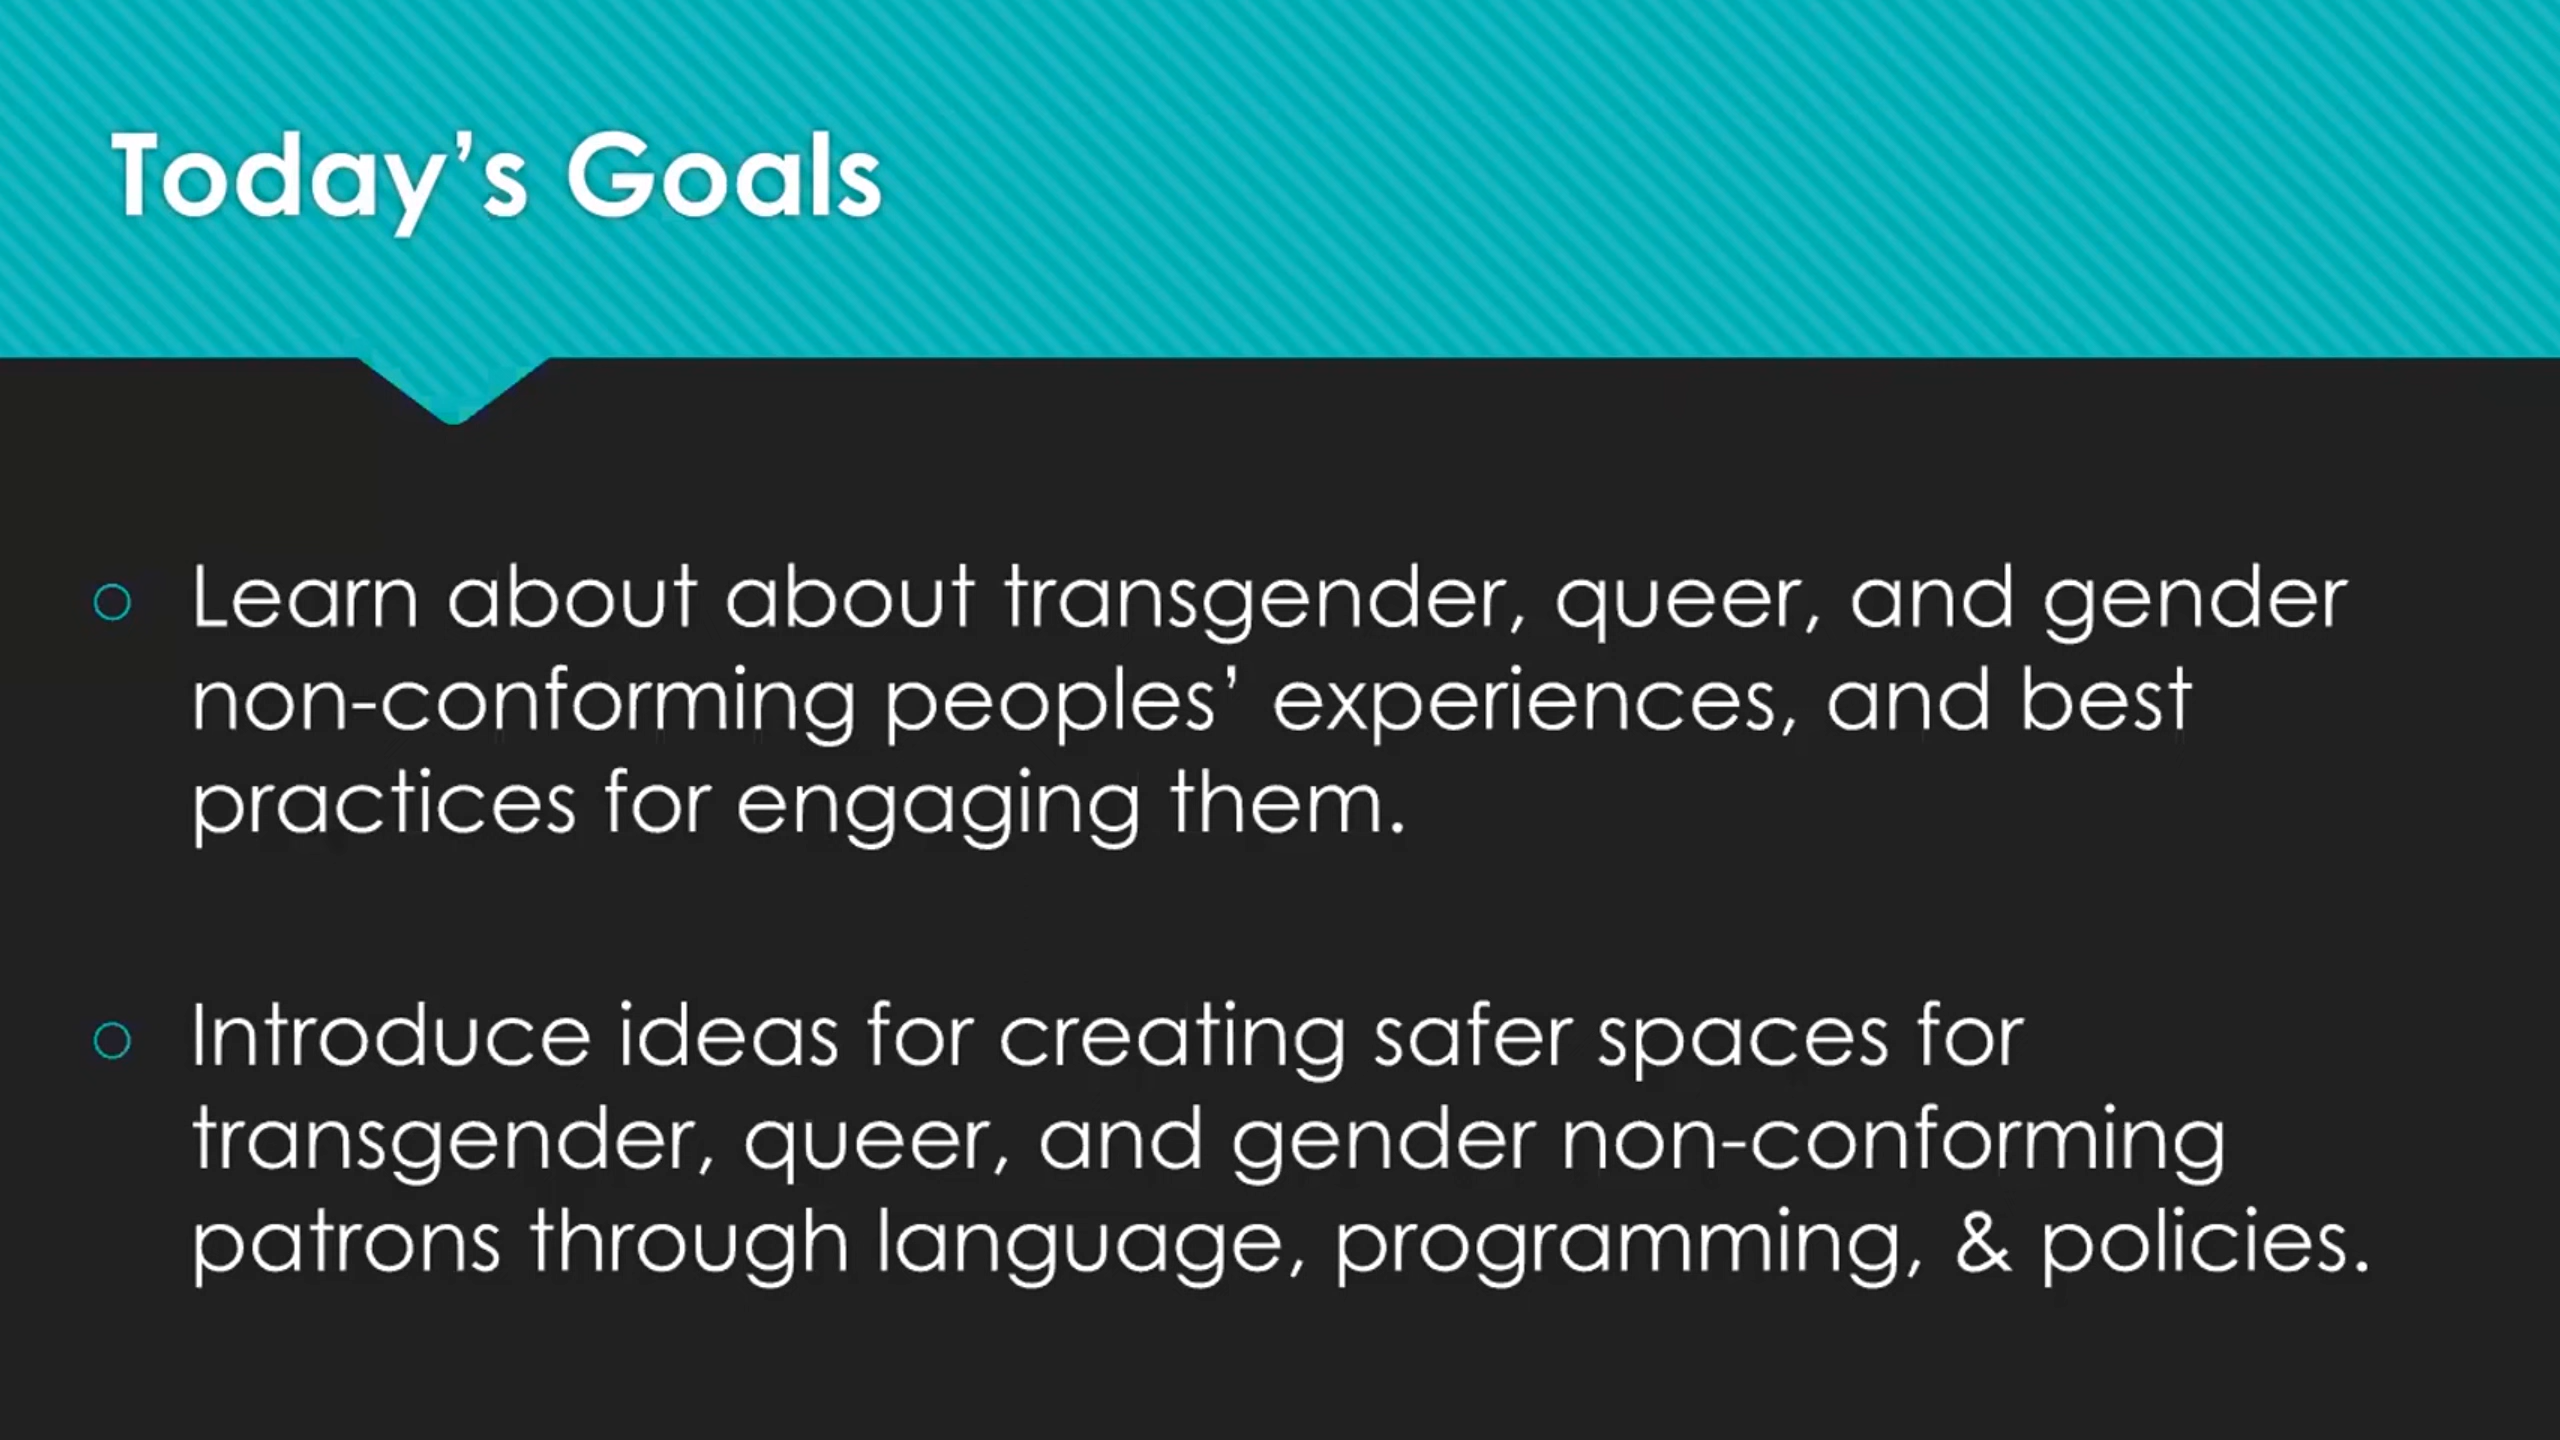 Today’s Goals
Learn about about transgender, queer, and gender
non-conforming peoples’ experiences, and best
practices for engaging them.
Introduce ideas for creating safer spaces for
transgender, queer, and gender non-conforming
patrons through language, programming, & policies.